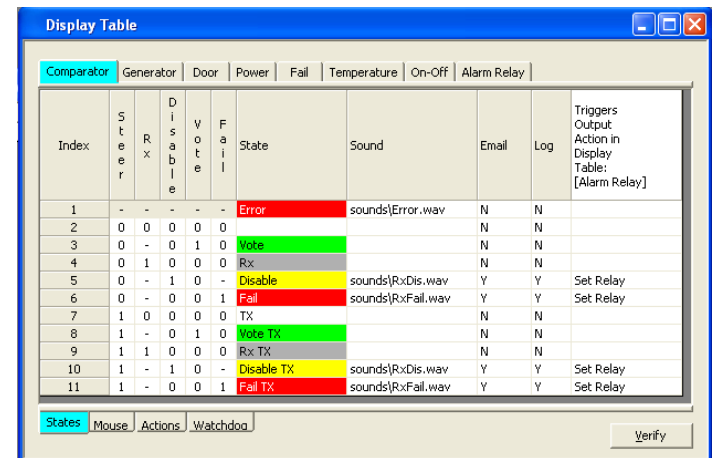 Display Table
Comparator Generator Door Power Fail Temperature On-Off Alarm Relay
Index Steer Rx Disable Vote Fail State Sound Email Log Triggers Output Action in Display Table: [Alarm Relay]
1 - - - - - Error sounds\Error.wav N N
2 0 0 0 0 0 N N
3 0 - 0 1 0 Vote N N
4 0 1 0 0 0 Rx N N
5 0 - 1 0 - Disable sounds\RxDis.wav Y Y Set Relay
6 0 - 0 0 1 Fail sounds\RxFail.wav Y Y Set Relay
7 1 0 0 0 0 TX N N
8 1 - 0 1 0 Vote TX N N
9 1 1 0 0 0 Rx TX N N
10 1 - 1 0 - Disable TX sounds\RxDis.wav Y Y Set Relay
11 1 - 0 0 1 Fail TX sounds\RxFail.wav Y Y Set Relay
States Mouse Actions Watchdog
Verify